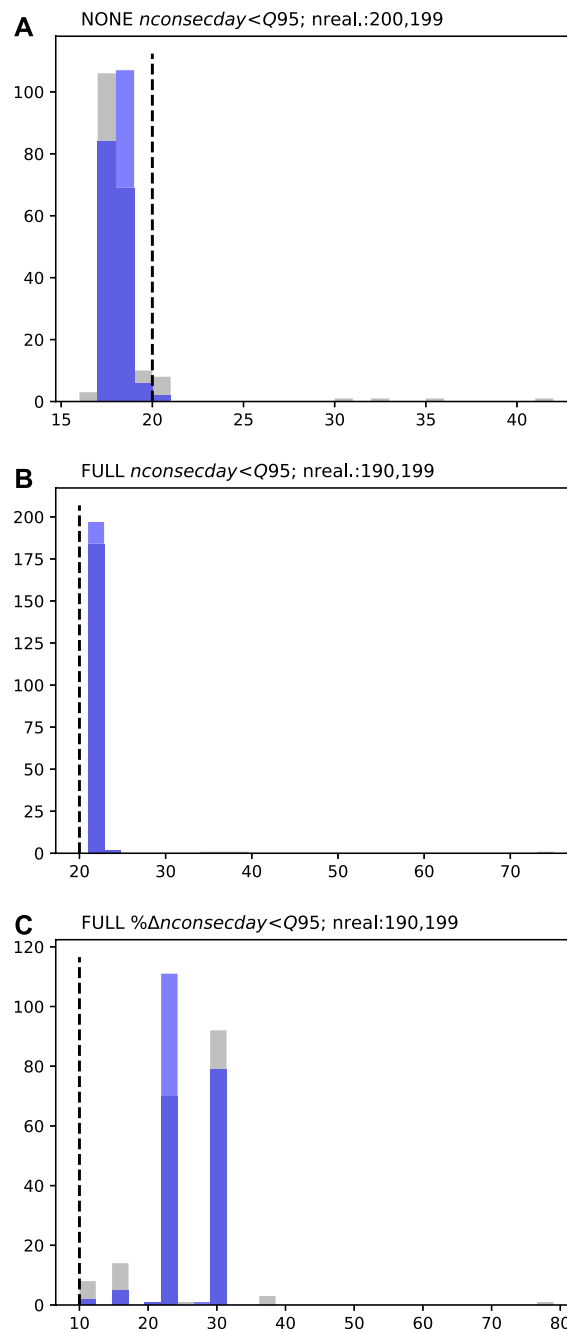 A
NONE nconsecday<Q95; nreal.:200,199
100
80
60
40
20
0
15 20 25 30 35 40
B
FULL nconsecday<Q95; nreal.:190,199
200
175
150
125
100
75
50
25
0
20 30 40 50 60 70
C
FULL %Δnconsecday<Q95; nreal:190,199
120
100
80
60
40
20
0
10 20 30 40 50 60 70 80